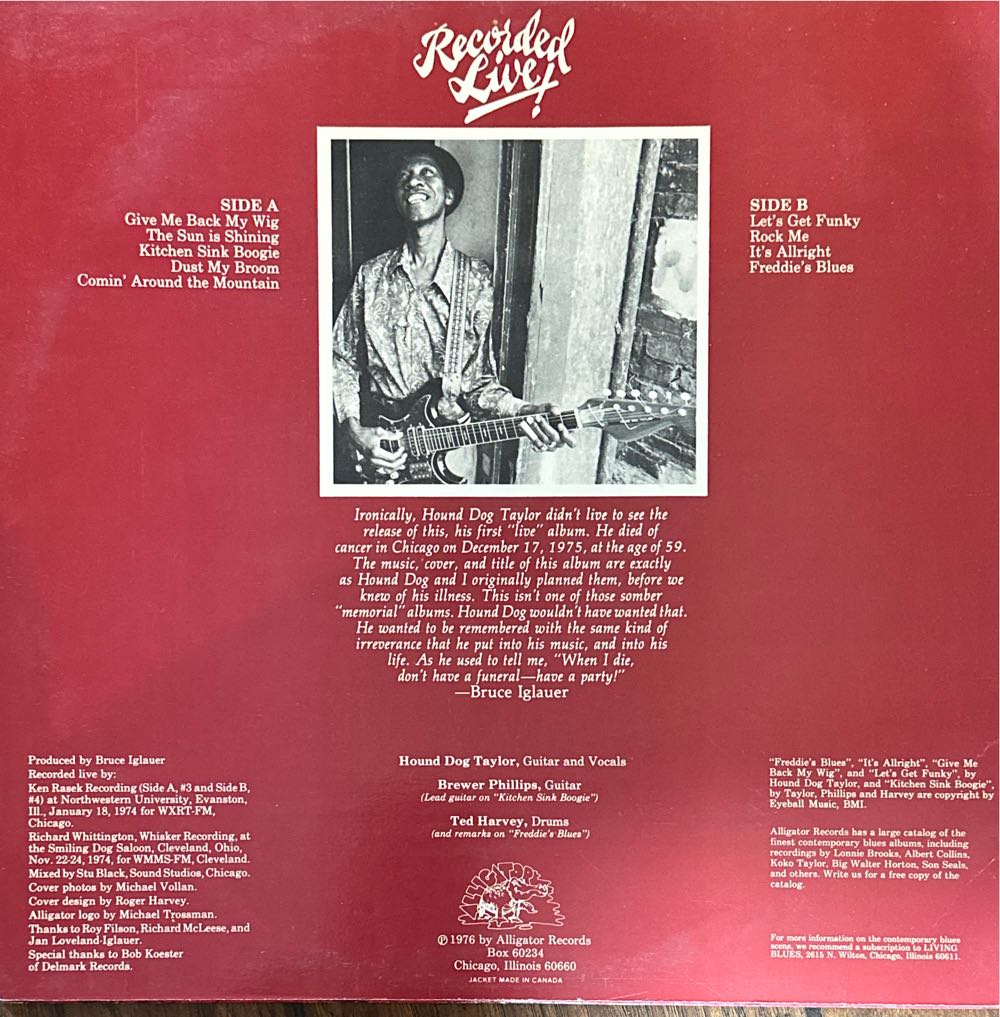 Recorded
Live!
SIDE A
Give Me Back My Wig
The Sun is Shining
Kitchen Sink Boogie
Dust My Broom
Comin' Around the Mountain
SIDE B
Let's Get Funky
Rock Me
It's Allright
Freddie's Blues
Ironically, Hound Dog Taylor didn't live to see the
release of this, his first "live" album. He died of
cancer in Chicago on December 17, 1975, at the age of 59.
The music, cover, and title of this album are exactly
as Hound Dog and I originally planned them, before we
knew of his illness. This isn't one of those somber
"memorial" albums. Hound Dog wouldn't have wanted that.
He wanted to be remembered with the same kind of
irreverance that he put into his music, and into his
life. As he used to tell me, "When I die,
don't have a funeral—have a party!"
—Bruce Iglauer
Produced by Bruce Iglauer
Recorded live by:
Ken Rasek Recording (Side A, #3 and Side B,
#4) at Northwestern University, Evanston,
Ill., January 18, 1974 for WXRT-FM,
Chicago.
Richard Whittington, Whisker Recording, at
the Smiling Dog Saloon, Cleveland, Ohio,
Nov. 22-24, 1974, for WMMS-FM, Cleveland.
Mixed by Stu Black, Sound Studios, Chicago.
Cover photos by Michael Vollan.
Cover design by Roger Harvey.
Alligator logo by Michael Trossman.
Thanks to Roy Filson, Richard McLeese, and
Jan Loveland-Iglauer.
Special thanks to Bob Koester
of Delmark Records.
Hound Dog Taylor, Guitar and Vocals
Brewer Phillips, Guitar
(Lead guitar on "Kitchen Sink Boogie")
Ted Harvey, Drums
(and remarks on "Freddie's Blues")
ALLIGATOR
℗ 1976 by Alligator Records
Box 60234
Chicago, Illinois 60660
JACKET MADE IN CANADA
"Freddie's Blues", "It's Allright", "Give Me
Back My Wig", and "Let's Get Funky", by
Hound Dog Taylor, and "Kitchen Sink Boogie",
by Taylor, Phillips and Harvey are copyright by
Eyeball Music, BMI.
Alligator Records has a large catalog of the
finest contemporary blues albums, including
recordings by Lonnie Brooks, Albert Collins,
Koko Taylor, Big Walter Horton, Son Seals,
and others. Write us for a free copy of the
catalog.
For more information on the contemporary blues
scene, we recommend a subscription to LIVING
BLUES, 2615 N. Wilton, Chicago, Illinois 60611.